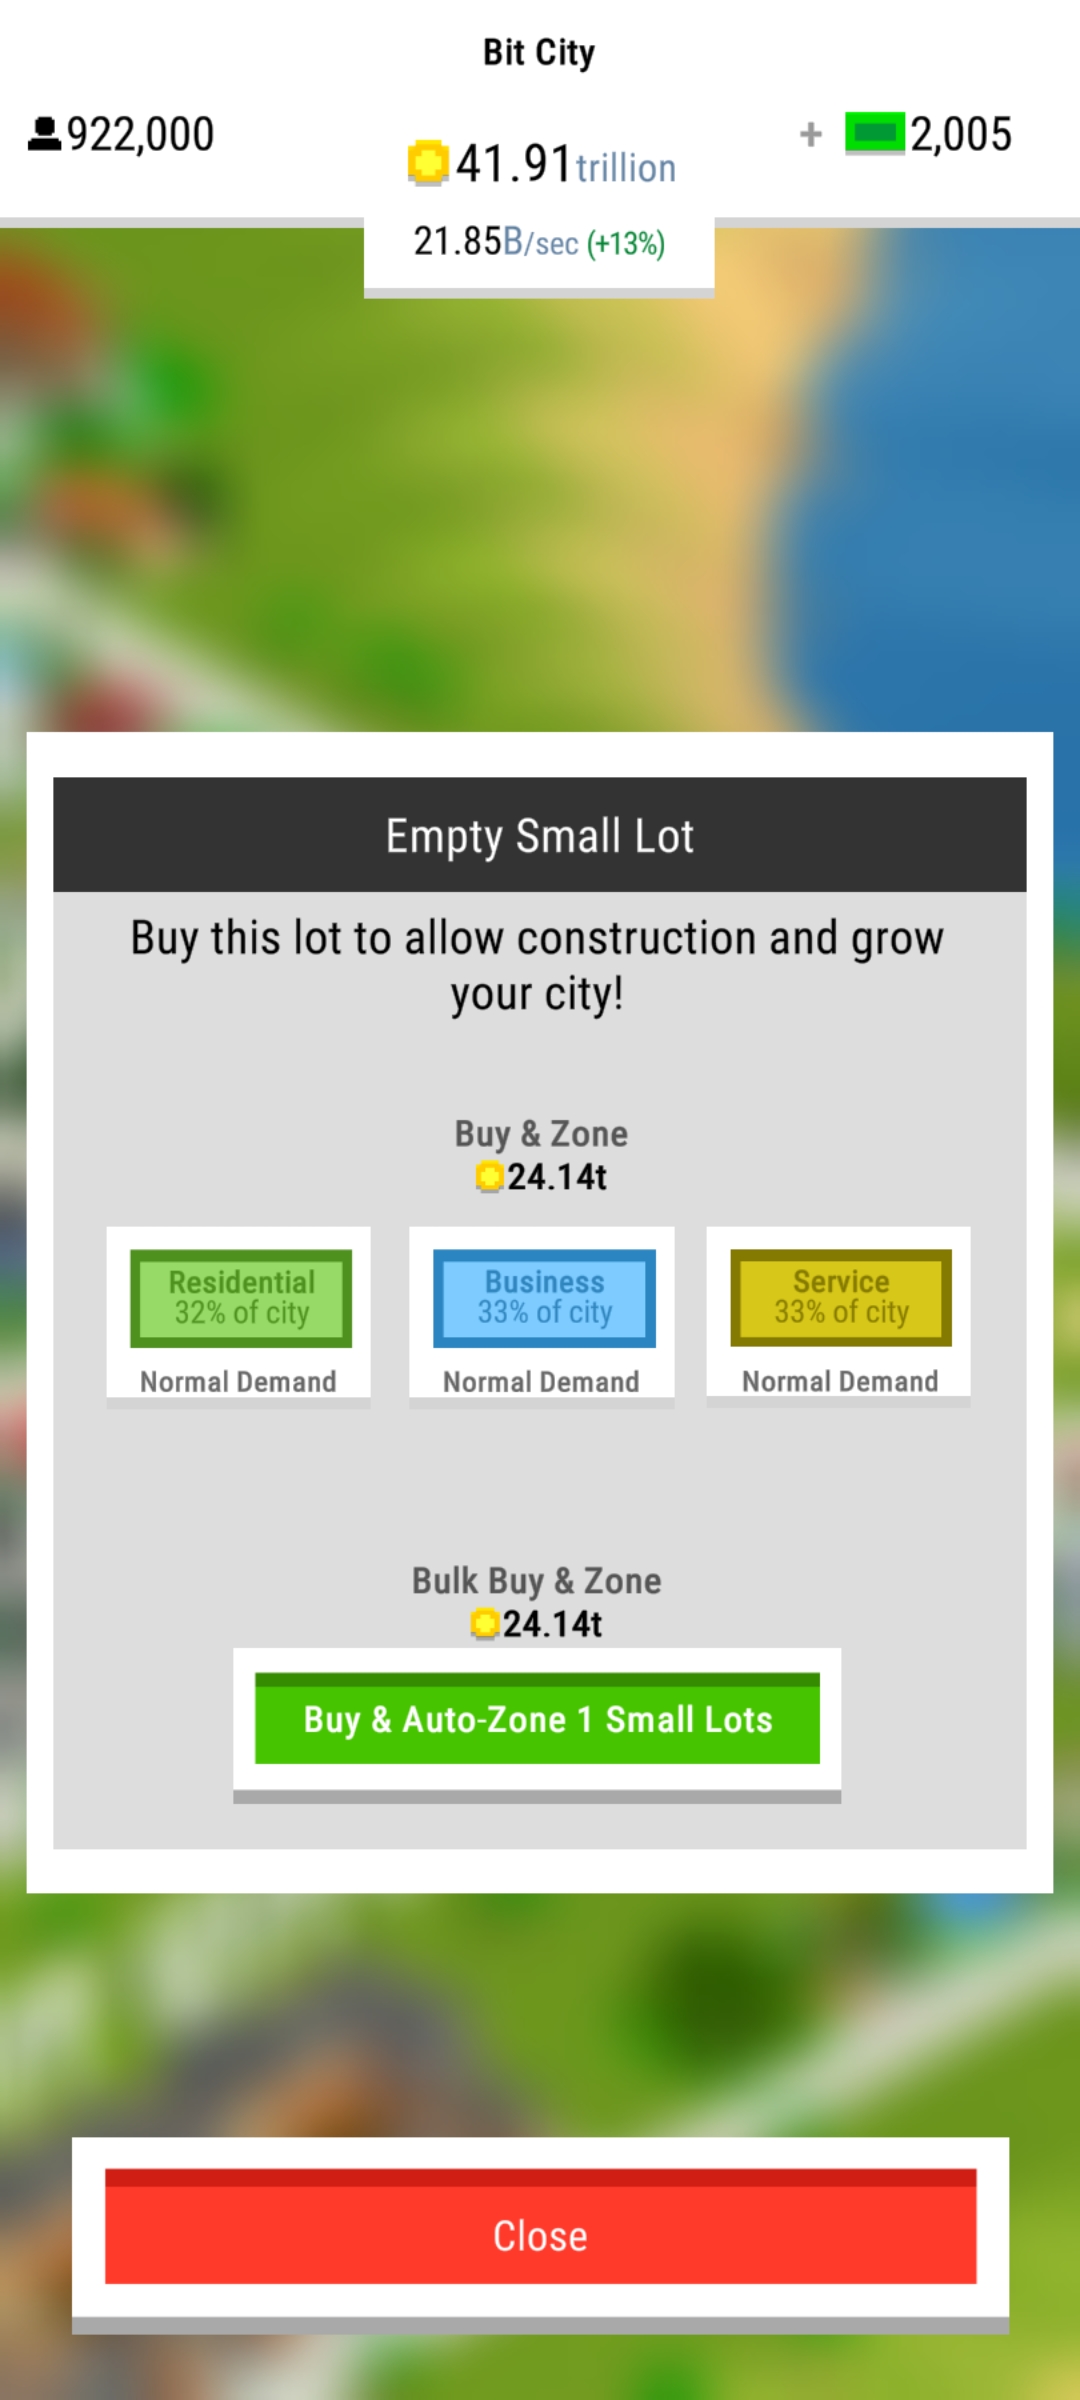 Bit City
922,000
+ 2,005
41.91trillion
21.85B/sec (+13%)
Empty Small Lot
Buy this lot to allow construction and grow
your city!
Buy & Zone
24.14t
Residential
32% of city
Normal Demand
Business
33% of city
Normal Demand
Service
33% of city
Normal Demand
Bulk Buy & Zone
24.14t
Buy & Auto-Zone 1 Small Lots
Close